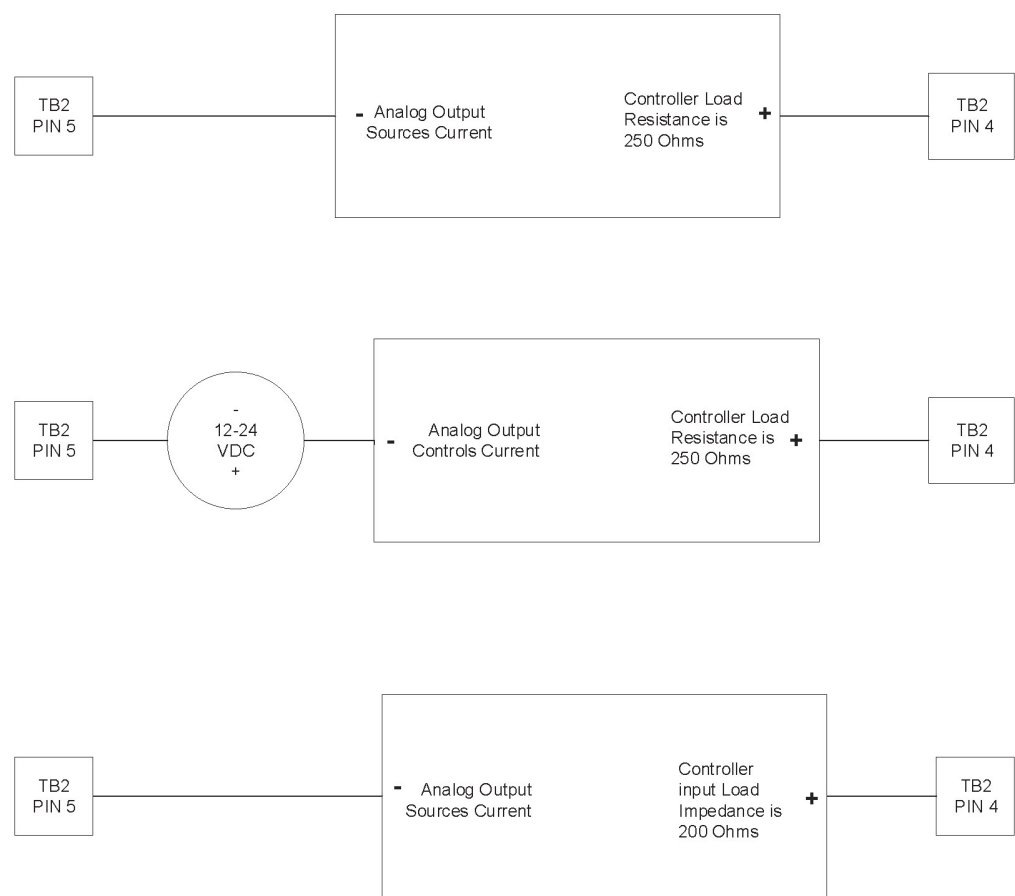 TB2
PIN 5
- Analog Output
Sources Current
Controller Load
Resistance is
250 Ohms
+
TB2
PIN 4
TB2
PIN 5
-
12-24
VDC
+
- Analog Output
Controls Current
Controller Load
Resistance is
250 Ohms
+
TB2
PIN 4
TB2
PIN 5
- Analog Output
Sources Current
Controller
input Load
Impedance is
200 Ohms
+
TB2
PIN 4